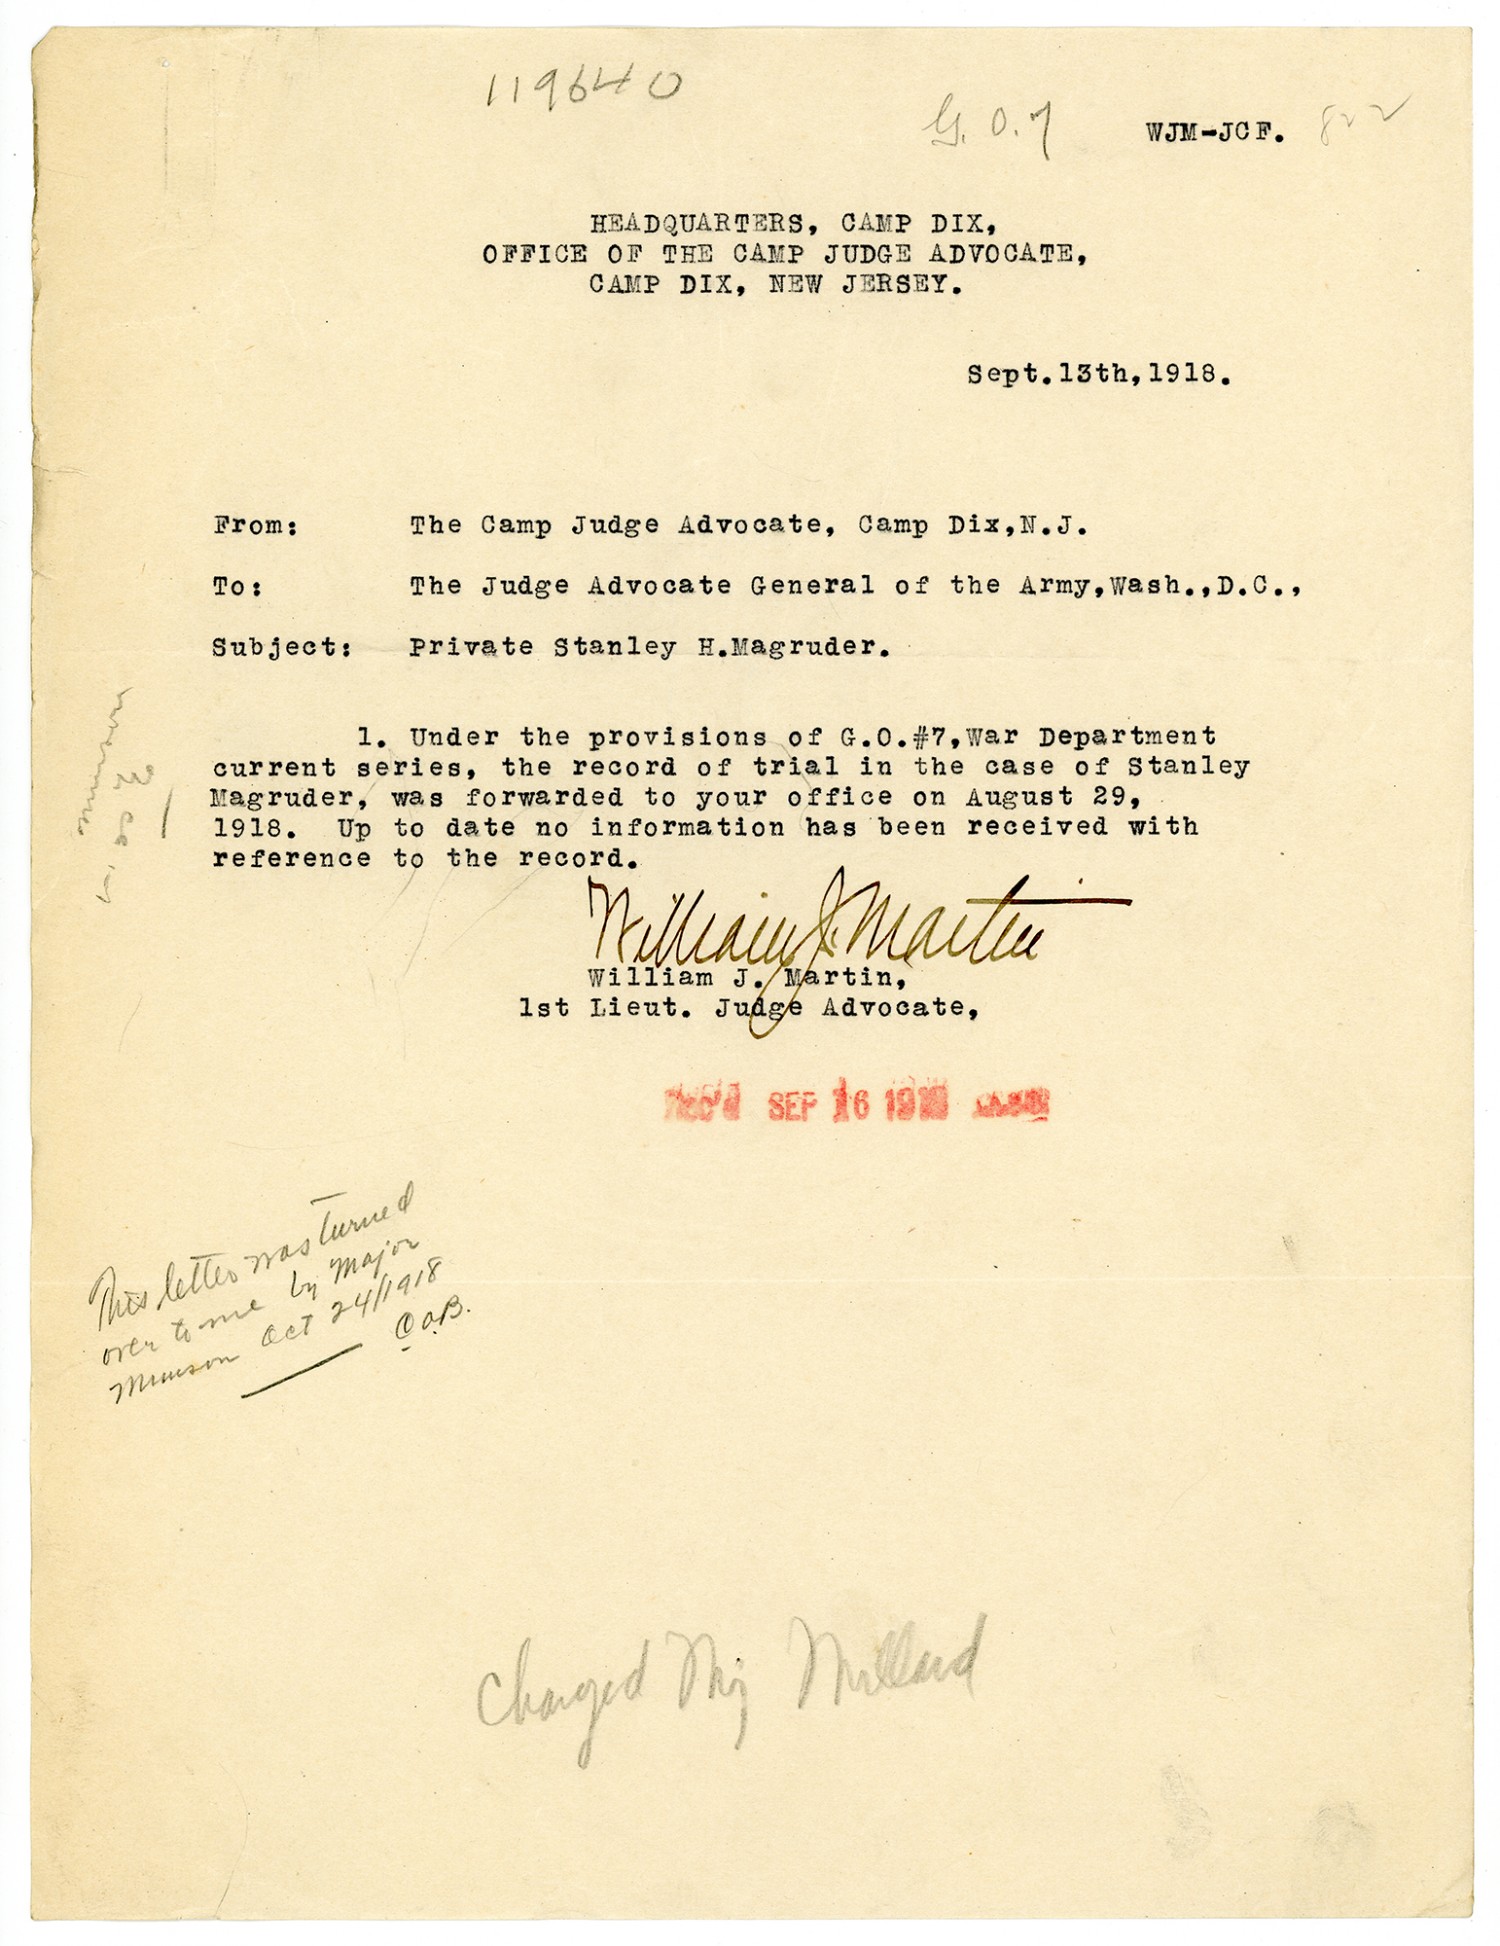 119640
G.O.7 WJM-JCF. 822
HEADQUARTERS, CAMP DIX,
OFFICE OF THE CAMP JUDGE ADVOCATE,
CAMP DIX, NEW JERSEY.
Sept.13th,1918.
From: The Camp Judge Advocate, Camp Dix,N.J.
To: The Judge Advocate General of the Army,Wash.,D.C.,
Subject: Private Stanley H.Magruder.
1. Under the provisions of G.O.#7,War Department
current series, the record of trial in the case of Stanley
Magruder, was forwarded to your office on August 29,
1918. Up to date no information has been received with
reference to the record.
William J. Martin
William J. Martin,
1st Lieut. Judge Advocate,
Rec'd SEP 16 1918
This letter was turned
over to me by Major
Munson Oct 24/1918
O.B.
Charged Maj Millard